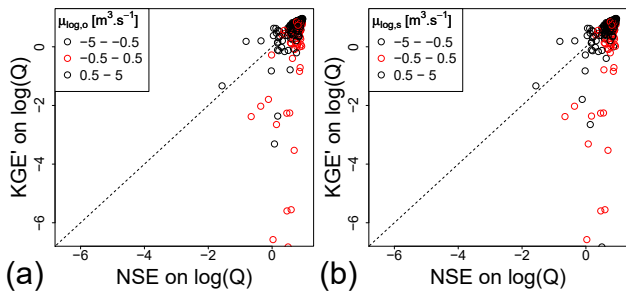 μlog,o [m³.s⁻¹]
-5 − -0.5
-0.5 − 0.5
0.5 − 5
KGE' on log(Q)
0
-2
-4
-6
-6 -4 -2 0
(a) NSE on log(Q)
μlog,s [m³.s⁻¹]
-5 − -0.5
-0.5 − 0.5
0.5 − 5
KGE' on log(Q)
0
-2
-4
-6
-6 -4 -2 0
(b) NSE on log(Q)